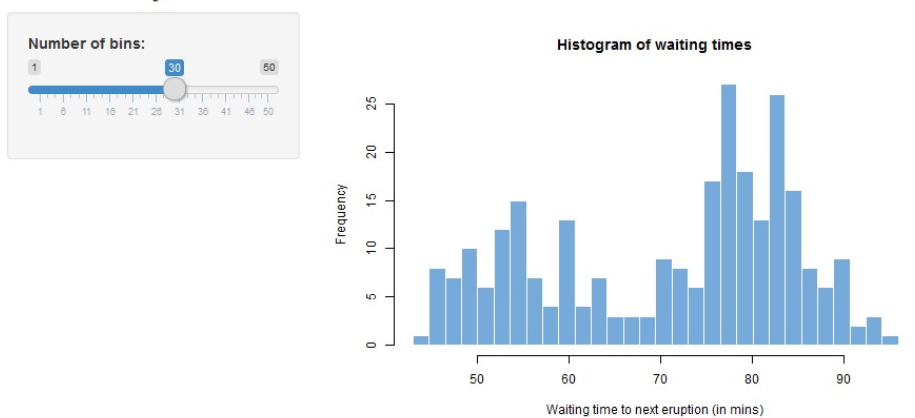 Number of bins:
1 30 50
1 6 11 16 21 26 31 36 41 46 50
Histogram of waiting times
Frequency
25
20
15
10
5
0
50 60 70 80 90
Waiting time to next eruption (in mins)